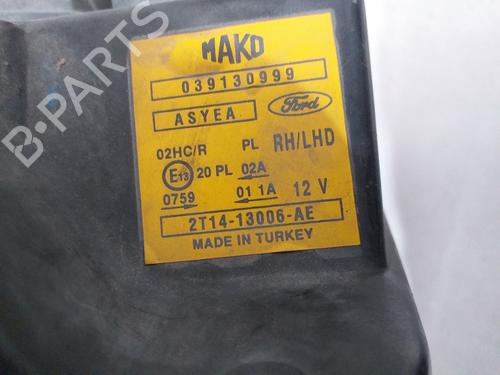 MAKO
039130999
ASYEA
Ford
02HC/R PL RH/LHD
E13 20 PL 02A
0759 01 1A 12 V
2T14-13006-AE
MADE IN TURKEY
B-PARTS